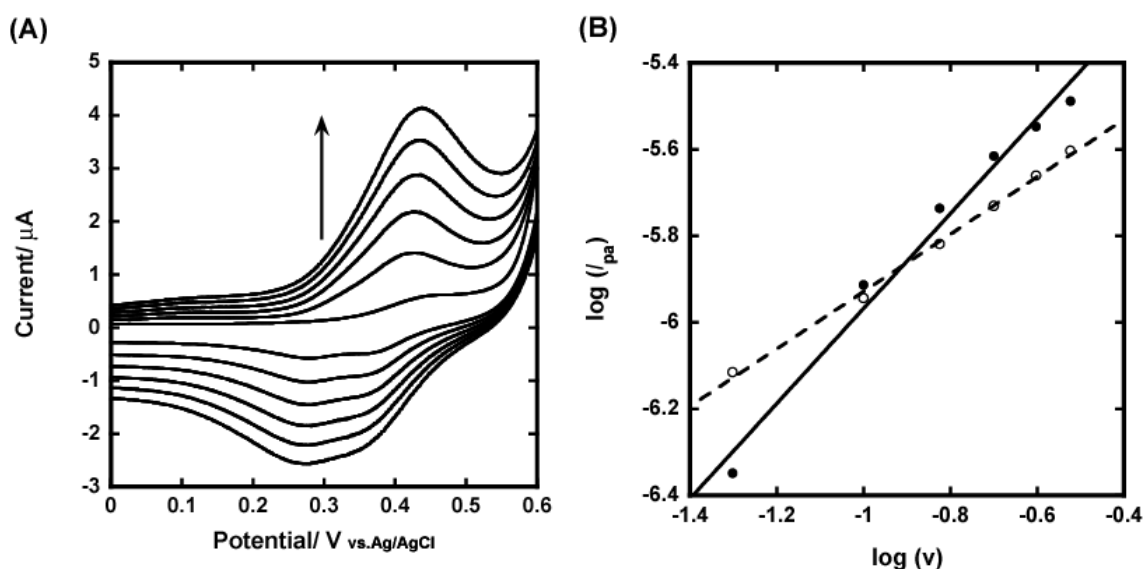 (A)
5
4
3
2
1
0
-1
-2
-3
Current/ μA
0 0.1 0.2 0.3 0.4 0.5 0.6
Potential/ V vs.Ag/AgCl
(B)
-5.4
-5.6
-5.8
-6
-6.2
-6.4
log (Ipa)
-1.4 -1.2 -1 -0.8 -0.6 -0.4
log (v)